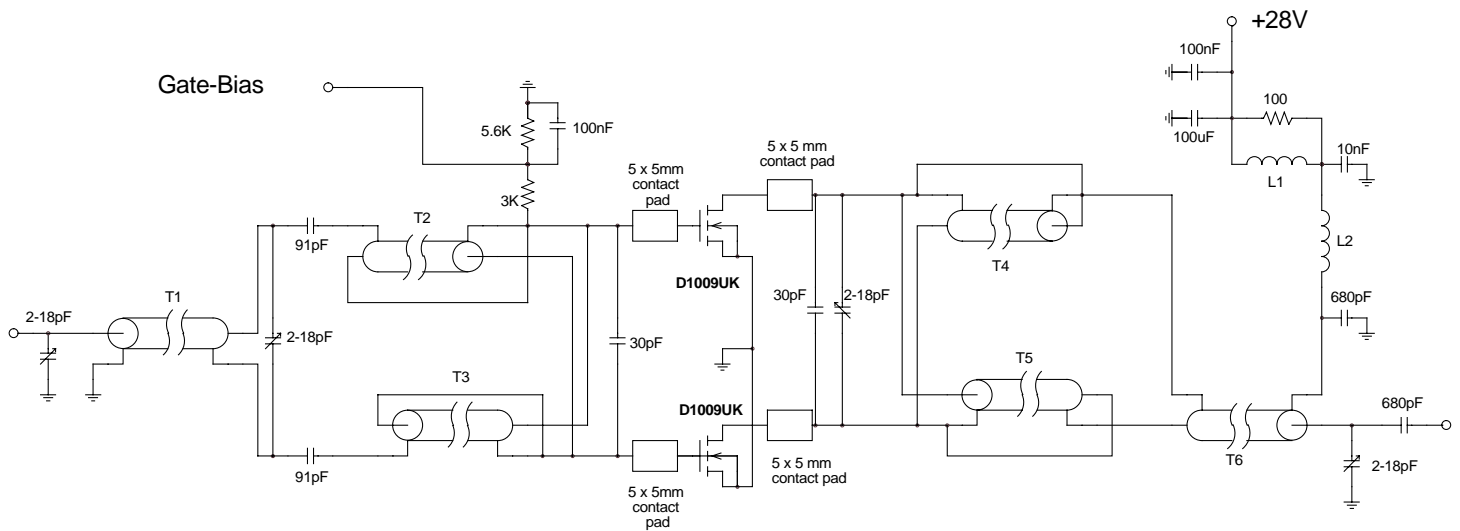 +28V
100nF
Gate-Bias
100
5.6K
100nF
100uF
5 x 5 mm
contact pad
10nF
L1
5 x 5mm
contact
pad
3K
T2
91pF
L2
T4
D1009UK
680pF
T1
2-18pF
2-18pF
30pF
30pF
2-18pF
T5
T3
D1009UK
680pF
91pF
T6
2-18pF
5 x 5 mm
contact pad
5 x 5mm
contact
pad